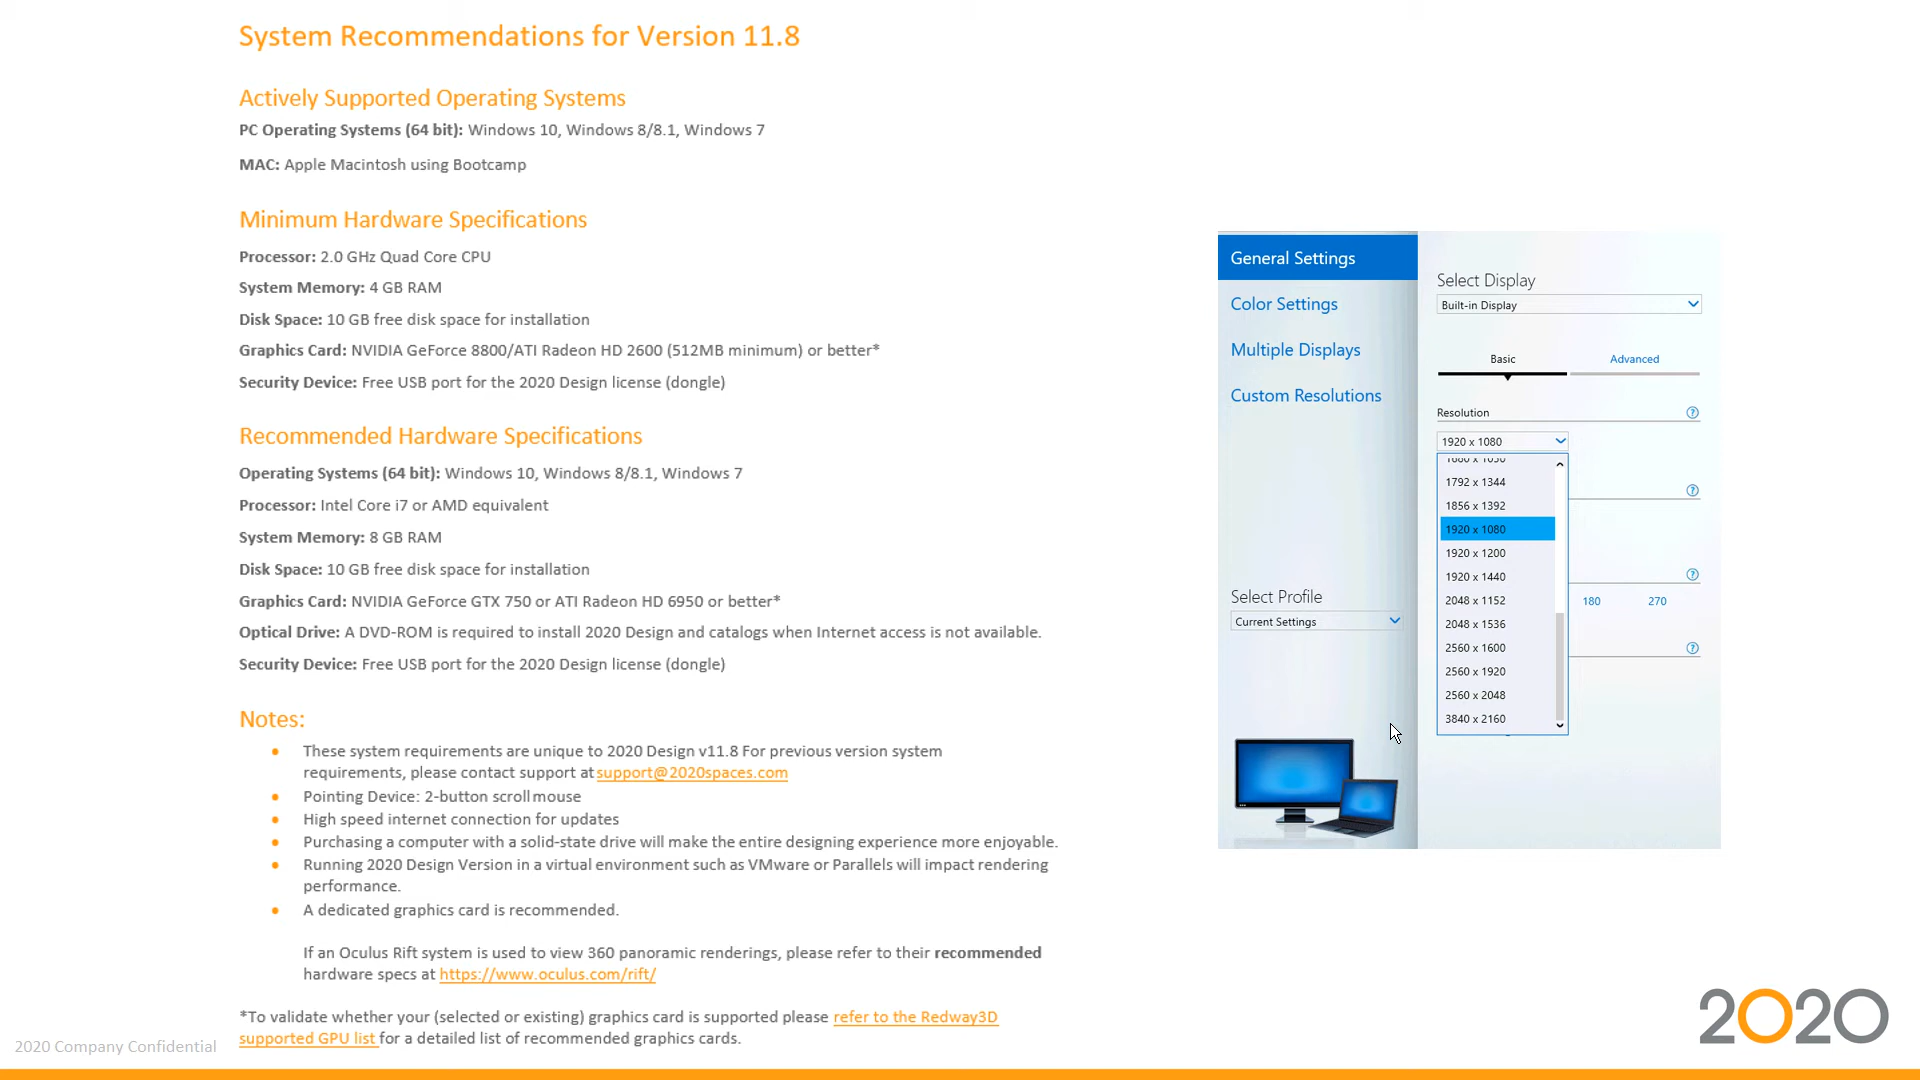 System Recommendations for Version 11.8
Actively Supported Operating Systems
PC Operating Systems (64 bit): Windows 10, Windows 8/8.1, Windows 7
MAC: Apple Macintosh using Bootcamp
Minimum Hardware Specifications
Processor: 2.0 GHz Quad Core CPU
System Memory: 4 GB RAM
Disk Space: 10 GB free disk space for installation
Graphics Card: NVIDIA GeForce 8800/ATI Radeon HD 2600 (512MB minimum) or better*
Security Device: Free USB port for the 2020 Design license (dongle)
Recommended Hardware Specifications
Operating Systems (64 bit): Windows 10, Windows 8/8.1, Windows 7
Processor: Intel Core i7 or AMD equivalent
System Memory: 8 GB RAM
Disk Space: 10 GB free disk space for installation
Graphics Card: NVIDIA GeForce GTX 750 or ATI Radeon HD 6950 or better*
Optical Drive: A DVD-ROM is required to install 2020 Design and catalogs when Internet access is not available.
Security Device: Free USB port for the 2020 Design license (dongle)
Notes:
• These system requirements are unique to 2020 Design v11.8 For previous version system
requirements, please contact support at support@2020spaces.com
• Pointing Device: 2-button scroll mouse
• High speed internet connection for updates
• Purchasing a computer with a solid-state drive will make the entire designing experience more enjoyable.
• Running 2020 Design Version in a virtual environment such as VMware or Parallels will impact rendering
performance.
• A dedicated graphics card is recommended.
If an Oculus Rift system is used to view 360 panoramic renderings, please refer to their recommended
hardware specs at https://www.oculus.com/rift/
*To validate whether your (selected or existing) graphics card is supported please refer to the Redway3D
supported GPU list for a detailed list of recommended graphics cards.
2020 Company Confidential
General Settings
Color Settings
Multiple Displays
Custom Resolutions
Select Profile
Current Settings
Select Display
Built-in Display
Basic
Advanced
Resolution
?
1920 x 1080
1680 x 1050
1792 x 1344
?
1856 x 1392
1920 x 1080
1920 x 1200
1920 x 1440
?
2048 x 1152
180
270
2048 x 1536
2560 x 1600
?
2560 x 1920
2560 x 2048
3840 x 2160
2020